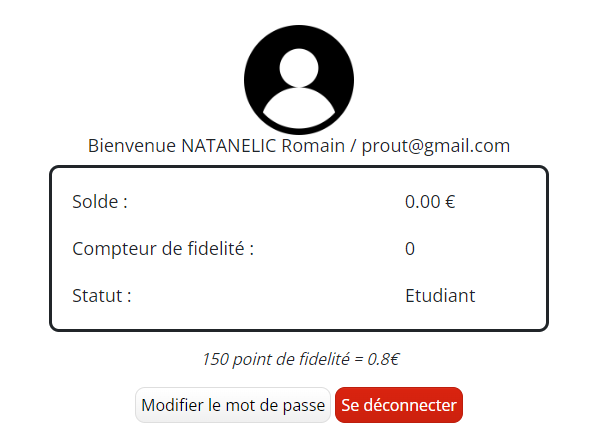 Bienvenue NATANELIC Romain / prout@gmail.com
Solde : 0.00 €
Compteur de fidelité : 0
Statut : Etudiant
150 point de fidelité = 0.8€
Modifier le mot de passe Se déconnecter